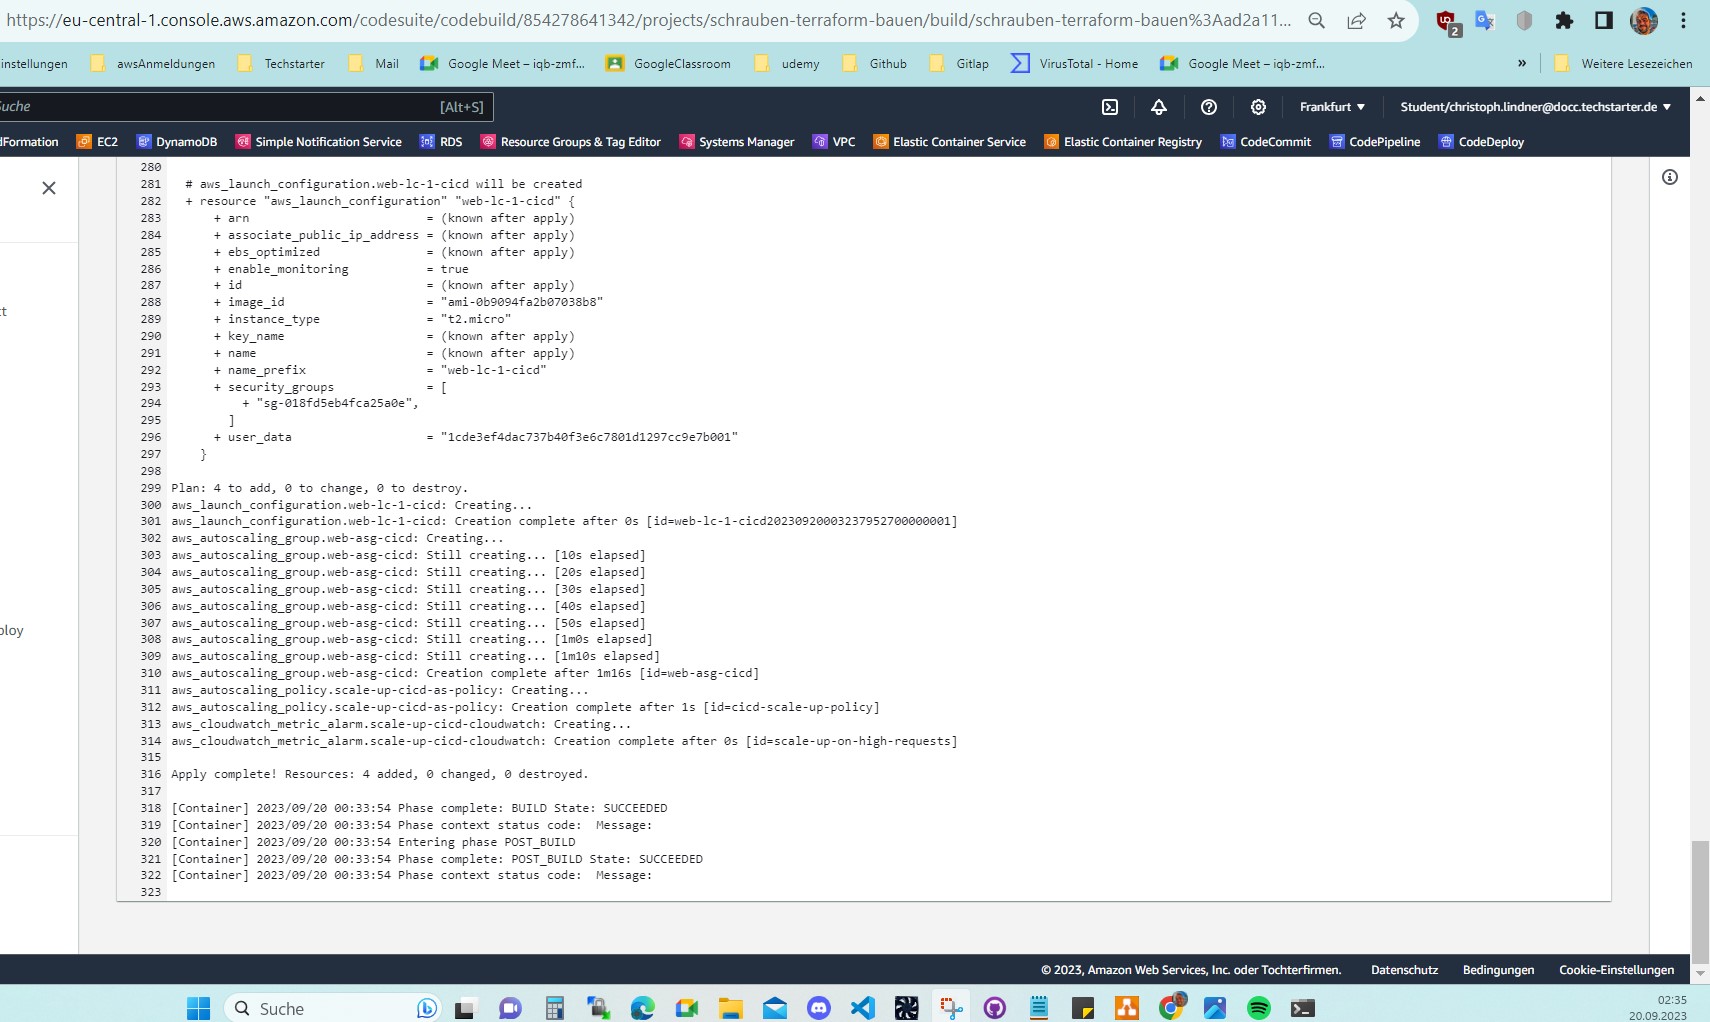 https://eu-central-1.console.aws.amazon.com/codesuite/codebuild/854278641342/projects/schrauben-terraform-bauen/build/schrauben-terraform-bauen%3Aad2a11...
2
instellungen awsAnmeldungen Techstarter Mail Google Meet – iqb-zmf... GoogleClassroom udemy Github Gitlap VirusTotal - Home Google Meet – iqb-zmf... » Weitere Lesezeichen
Suche [Alt+S] Frankfurt ▼ Student/christoph.lindner@docc.techstarter.de ▼
dFormation EC2 DynamoDB Simple Notification Service RDS Resource Groups & Tag Editor Systems Manager VPC Elastic Container Service Elastic Container Registry CodeCommit CodePipeline CodeDeploy
ct
ploy
280
281 # aws_launch_configuration.web-lc-1-cicd will be created
282 + resource "aws_launch_configuration" "web-lc-1-cicd" {
283 + arn = (known after apply)
284 + associate_public_ip_address = (known after apply)
285 + ebs_optimized = (known after apply)
286 + enable_monitoring = true
287 + id = (known after apply)
288 + image_id = "ami-0b9094fa2b07038b8"
289 + instance_type = "t2.micro"
290 + key_name = (known after apply)
291 + name = (known after apply)
292 + name_prefix = "web-lc-1-cicd"
293 + security_groups = [
294 + "sg-018fd5eb4fca25a0e",
295 ]
296 + user_data = "1cde3ef4dac737b40f3e6c7801d1297cc9e7b001"
297 }
298
299 Plan: 4 to add, 0 to change, 0 to destroy.
300 aws_launch_configuration.web-lc-1-cicd: Creating...
301 aws_launch_configuration.web-lc-1-cicd: Creation complete after 0s [id=web-lc-1-cicd20230920003237952700000001]
302 aws_autoscaling_group.web-asg-cicd: Creating...
303 aws_autoscaling_group.web-asg-cicd: Still creating... [10s elapsed]
304 aws_autoscaling_group.web-asg-cicd: Still creating... [20s elapsed]
305 aws_autoscaling_group.web-asg-cicd: Still creating... [30s elapsed]
306 aws_autoscaling_group.web-asg-cicd: Still creating... [40s elapsed]
307 aws_autoscaling_group.web-asg-cicd: Still creating... [50s elapsed]
308 aws_autoscaling_group.web-asg-cicd: Still creating... [1m0s elapsed]
309 aws_autoscaling_group.web-asg-cicd: Still creating... [1m10s elapsed]
310 aws_autoscaling_group.web-asg-cicd: Creation complete after 1m16s [id=web-asg-cicd]
311 aws_autoscaling_policy.scale-up-cicd-as-policy: Creating...
312 aws_autoscaling_policy.scale-up-cicd-as-policy: Creation complete after 1s [id=cicd-scale-up-policy]
313 aws_cloudwatch_metric_alarm.scale-up-cicd-cloudwatch: Creating...
314 aws_cloudwatch_metric_alarm.scale-up-cicd-cloudwatch: Creation complete after 0s [id=scale-up-on-high-requests]
315
316 Apply complete! Resources: 4 added, 0 changed, 0 destroyed.
317
318 [Container] 2023/09/20 00:33:54 Phase complete: BUILD State: SUCCEEDED
319 [Container] 2023/09/20 00:33:54 Phase context status code:  Message:
320 [Container] 2023/09/20 00:33:54 Entering phase POST_BUILD
321 [Container] 2023/09/20 00:33:54 Phase complete: POST_BUILD State: SUCCEEDED
322 [Container] 2023/09/20 00:33:54 Phase context status code:  Message:
323
© 2023, Amazon Web Services, Inc. oder Tochterfirmen. Datenschutz Bedingungen Cookie-Einstellungen
Suche
02:35
20.09.2023